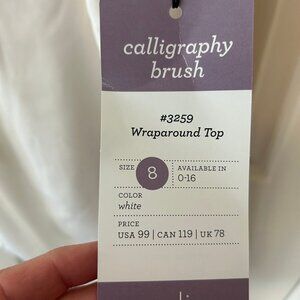 calligraphy
brush
#3259
Wraparound Top
SIZE 8 AVAILABLE IN
0-16
COLOR
white
PRICE
USA 99 | CAN 119 | UK 78